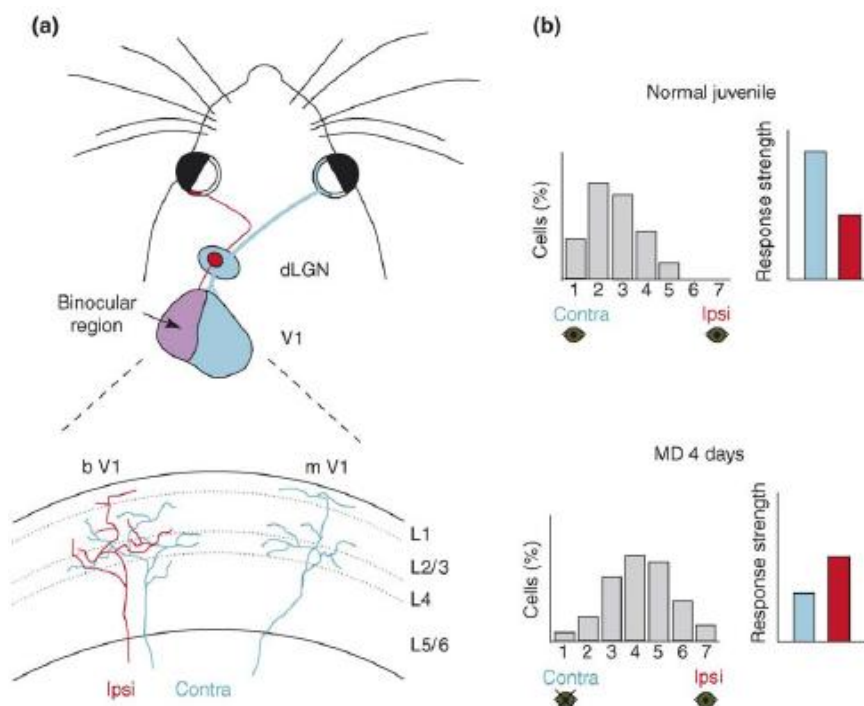 (a)
dLGN
Binocular
region
V1
b V1
m V1
L1
L2/3
L4
L5/6
Ipsi
Contra
(b)
Normal juvenile
Cells (%)
1 2 3 4 5 6 7
Contra
Ipsi
Response strength
MD 4 days
Cells (%)
1 2 3 4 5 6 7
Contra
Ipsi
Response strength